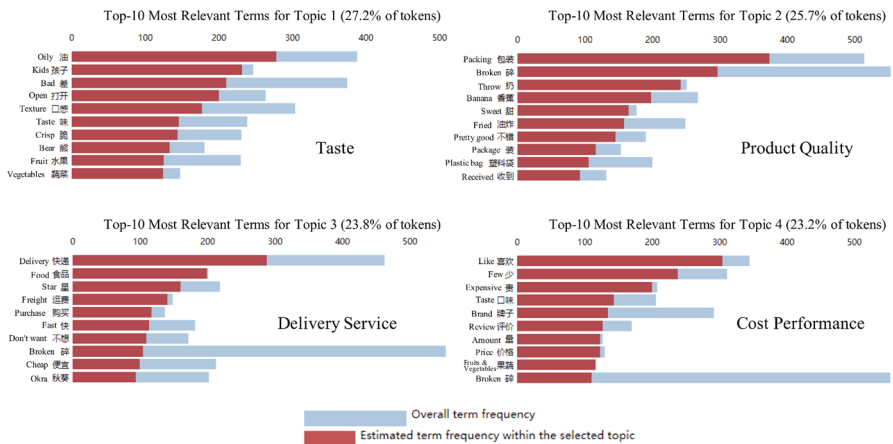 Top-10 Most Relevant Terms for Topic 1 (27.2% of tokens)
0 100 200 300 400 500
Oily 油
Kids 孩子
Bad 差
Open 打开
Texture 口感
Taste 味
Crisp 脆
Bear 熊
Fruit 水果
Vegetables 蔬菜
Taste
Top-10 Most Relevant Terms for Topic 2 (25.7% of tokens)
0 100 200 300 400 500
Packing 包装
Broken 碎
Throw 扔
Banana 香蕉
Sweet 甜
Fried 油炸
Pretty good 不错
Package 装
Plastic bag 塑料袋
Received 收到
Product Quality
Top-10 Most Relevant Terms for Topic 3 (23.8% of tokens)
0 100 200 300 400 500
Delivery 快递
Food 食品
Star 星
Freight 运费
Purchase 购买
Fast 快
Don't want 不想
Broken 碎
Cheap 便宜
Okra 秋葵
Delivery Service
Top-10 Most Relevant Terms for Topic 4 (23.2% of tokens)
0 100 200 300 400 500
Like 喜欢
Few 少
Expensive 贵
Taste 口味
Brand 牌子
Review 评价
Amount 量
Price 价格
Fruits &
Vegetables 果蔬
Broken 碎
Cost Performance
Overall term frequency
Estimated term frequency within the selected topic